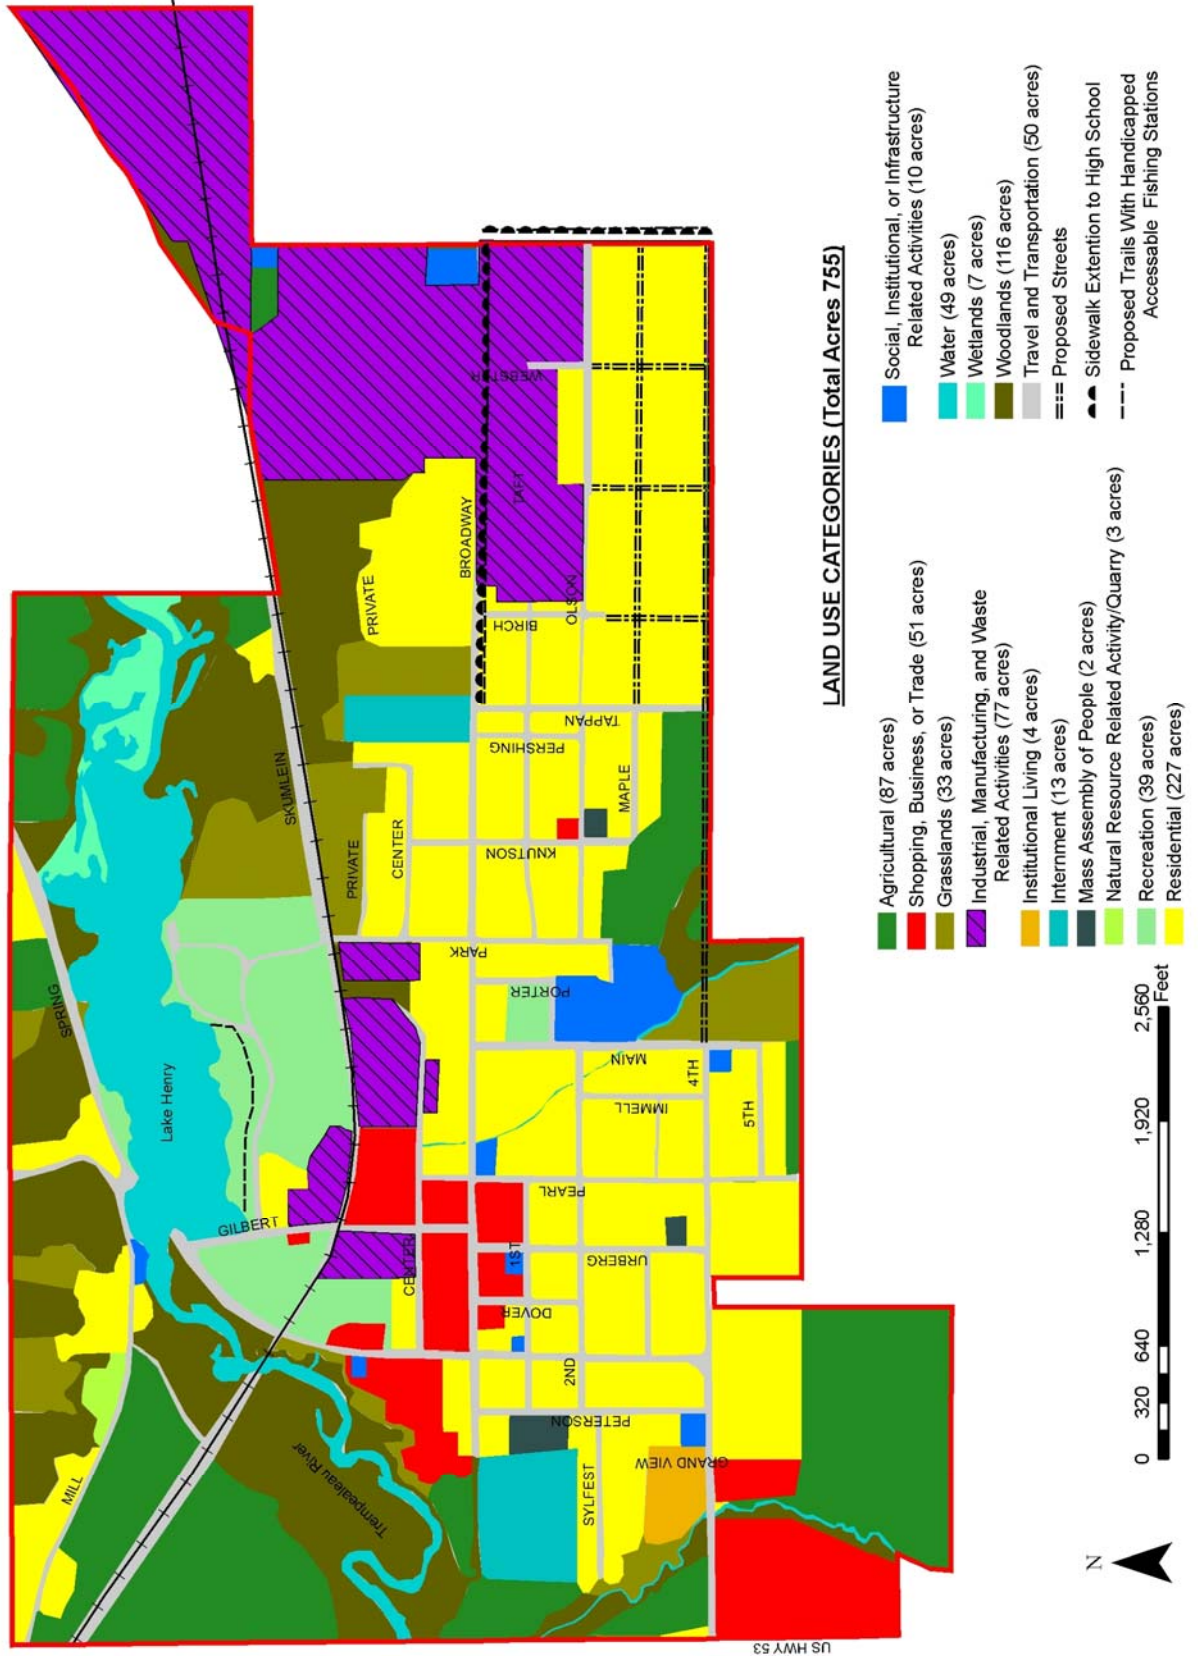 SPRING
Lake Henry
SKUMLEIN
GILBERT
MILL
Trempealeau River
PRIVATE
PRIVATE
CENTER
CENTER
BROADWAY
WEBSTER
TAFT
OLSON
BIRCH
TAPPAN
PERSHING
MAPLE
KNUTSON
PARK
PORTER
MAIN
4TH
IMMELL
5TH
PEARL
1ST
URBERG
DOVER
2ND
PETERSON
SYLFEST
GRAND VIEW
US HWY 53
LAND USE CATEGORIES (Total Acres 755)
Agricultural (87 acres)
Shopping, Business, or Trade (51 acres)
Grasslands (33 acres)
Industrial, Manufacturing, and Waste
Related Activities (77 acres)
Institutional Living (4 acres)
Internment (13 acres)
Mass Assembly of People (2 acres)
Natural Resource Related Activity/Quarry (3 acres)
Recreation (39 acres)
Residential (227 acres)
Social, Institutional, or Infrastructure
Related Activities (10 acres)
Water (49 acres)
Wetlands (7 acres)
Woodlands (116 acres)
Travel and Transportation (50 acres)
Proposed Streets
Sidewalk Extention to High School
Proposed Trails With Handicapped
Accessable Fishing Stations
N
0 320 640 1,280 1,920 2,560
Feet